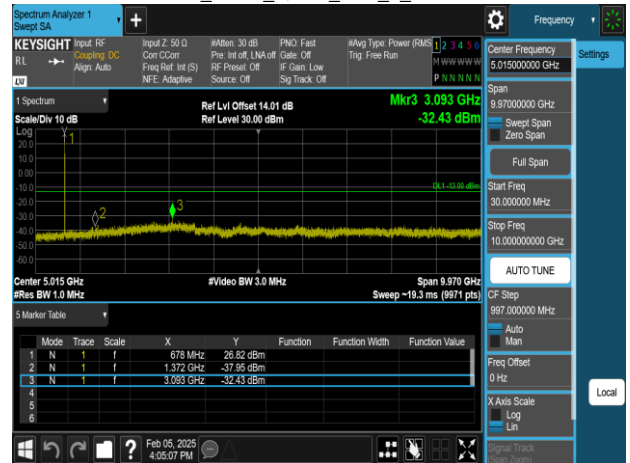 Spectrum Analyzer 1
Swept SA
Frequency
KEYSIGHT
RL
LXI
Input: RF
Coupling: DC
Align: Auto
Input Z: 50 Ω
Corr CCorr
Freq Ref: Int (S)
NFE: Adaptive
#Atten: 30 dB
Pre: Int off, LNA off
RF Presel: Off
Source: Off
PNO: Fast
Gate: Off
IF Gain: Low
Sig Track: Off
#Avg Type: Power (RMS
Trig: Free Run
1 2 3 4 5 6
M W W W W W
P N N N N N
Center Frequency
5.015000000 GHz
Settings
Span
9.97000000 GHz
Swept Span
Zero Span
Full Span
Start Freq
30.000000 MHz
Stop Freq
10.000000000 GHz
AUTO TUNE
CF Step
997.000000 MHz
Auto
Man
Freq Offset
0 Hz
X Axis Scale
Log
Lin
Local
Signal Track
(Span Zoom)
1 Spectrum
Scale/Div 10 dB
Ref Lvl Offset 14.01 dB
Ref Level 30.00 dBm
Mkr3 3.093 GHz
-32.43 dBm
Log
20.0
10.0
0.00
-10.0
-20.0
-30.0
-40.0
-50.0
-60.0
1
2
3
DL1 -13.00 dBm
Center 5.015 GHz
#Video BW 3.0 MHz
Span 9.970 GHz
#Res BW 1.0 MHz
Sweep ~19.3 ms (9971 pts)
5 Marker Table
Mode Trace Scale X Y Function Function Width Function Value
1 N 1 f 678 MHz 26.82 dBm
2 N 1 f 1.372 GHz -37.95 dBm
3 N 1 f 3.093 GHz -32.43 dBm
4
5
6
?
Feb 05, 2025
4:05:07 PM